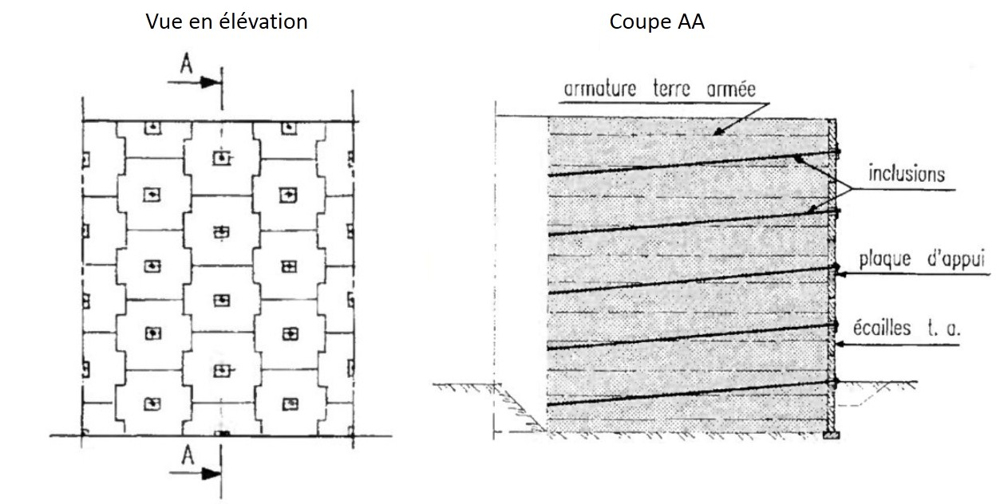 Vue en élévation
Coupe AA
A
armature terre armée
inclusions
plaque d'appui
écailles t. a.
A